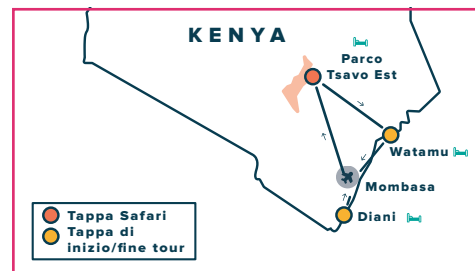 KENYA
Parco
Tsavo Est
Watamu
Mombasa
Diani
Tappa Safari
Tappa di
inizio/fine tour